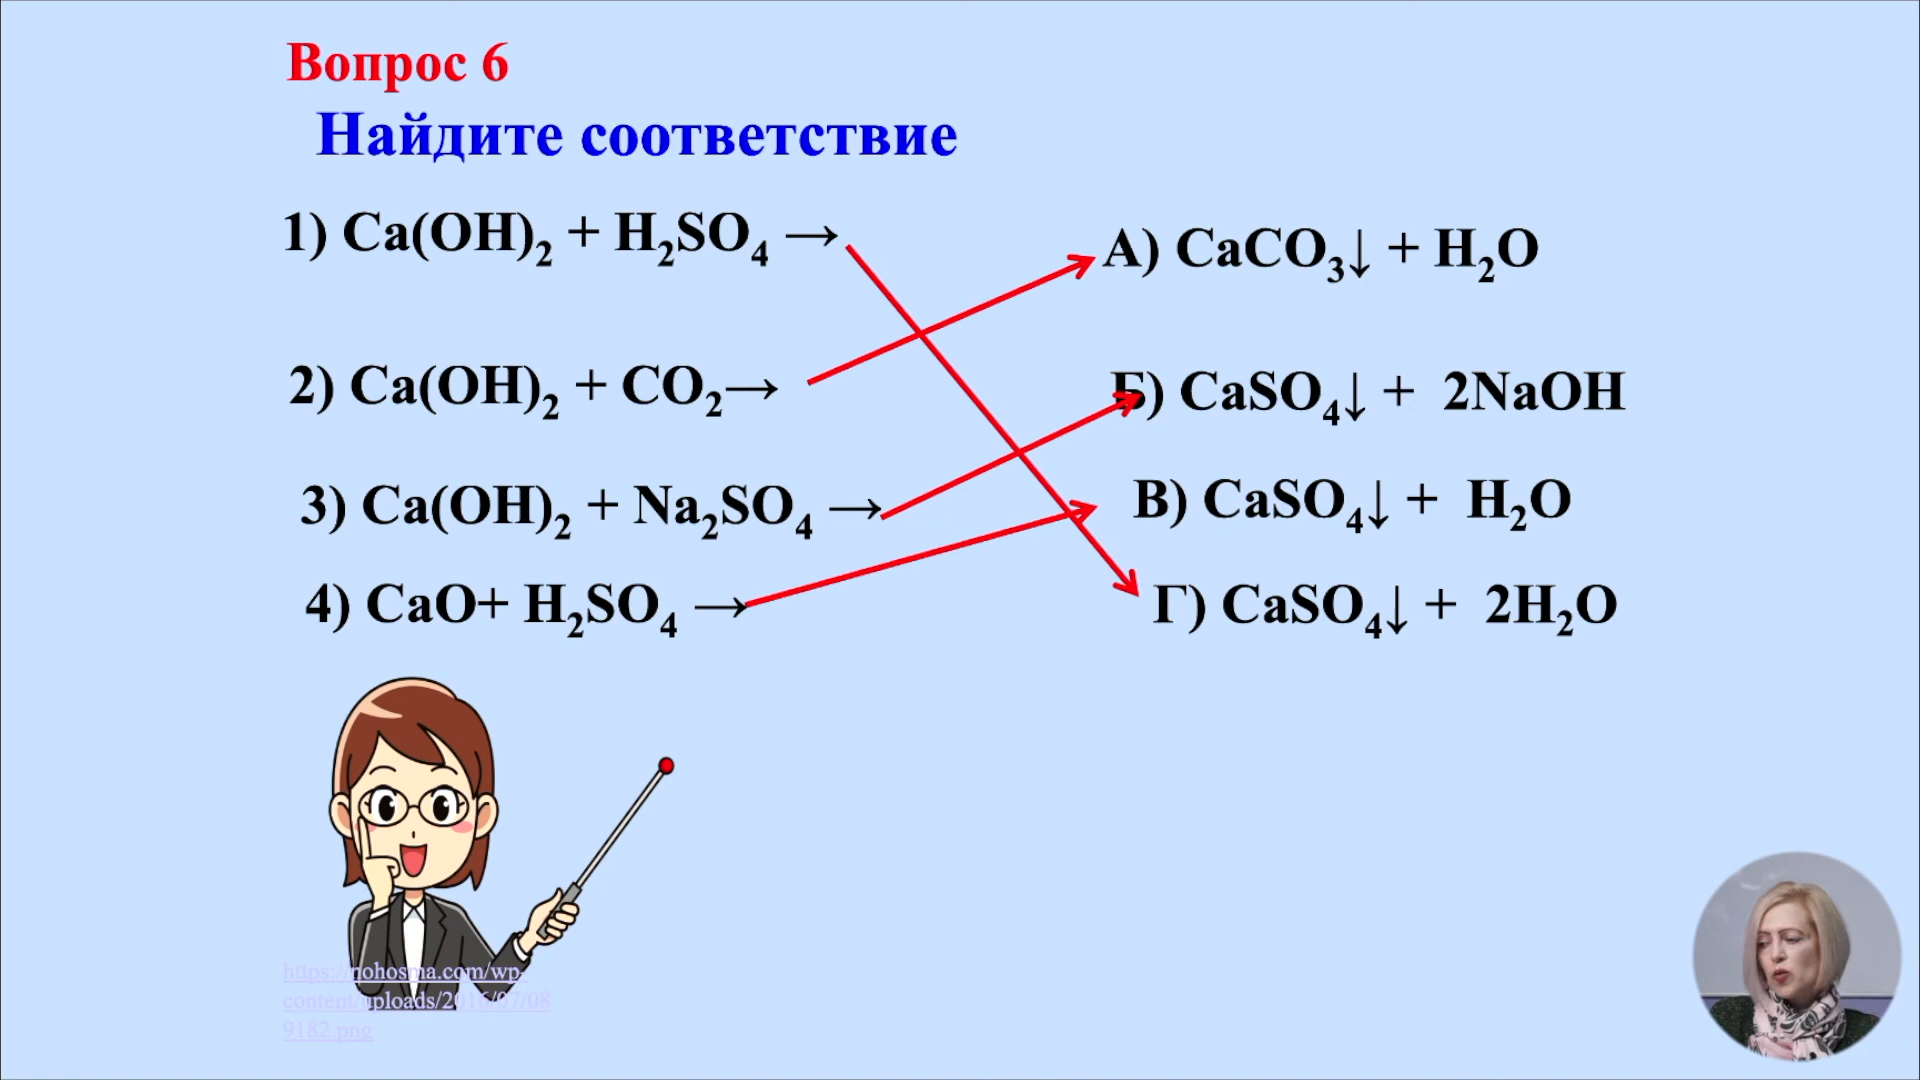 Вопрос 6
Найдите соответствие
1) Ca(OH)₂ + H₂SO₄ →
А) CaCO₃↓ + H₂O
2) Ca(OH)₂ + CO₂→
Б) CaSO₄↓ + 2NaOH
3) Ca(OH)₂ + Na₂SO₄ →
В) CaSO₄↓ + H₂O
4) CaO+ H₂SO₄ →
Г) CaSO₄↓ + 2H₂O
https://nohosma.com/wp-
content/uploads/2016/07/08
9182.png